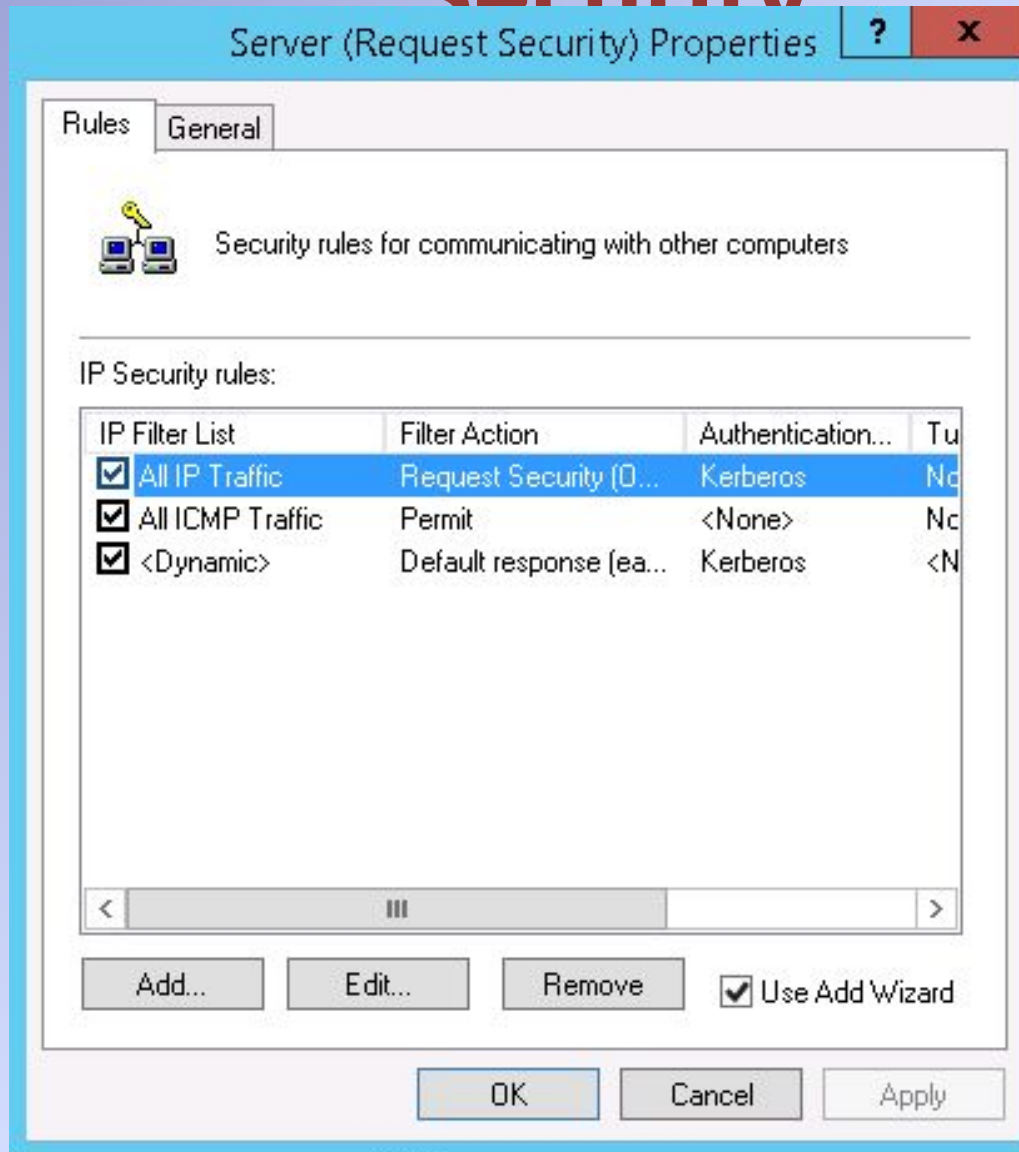 Security
Server (Request Security) Properties ? x
Rules General
Security rules for communicating with other computers
IP Security rules:
IP Filter List Filter Action Authentication... Tu
All IP Traffic Request Security (O... Kerberos No
All ICMP Traffic Permit <None> No
<Dynamic> Default response (ea... Kerberos <N
Add... Edit... Remove Use Add Wizard
OK Cancel Apply